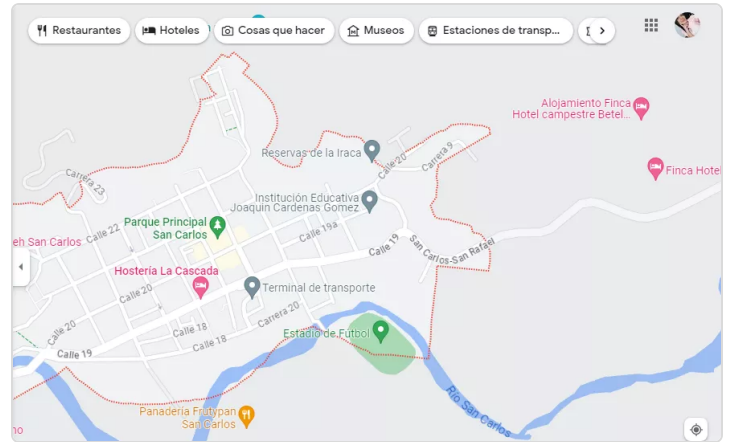 Restaurantes
Hoteles
Cosas que hacer
Museos
Estaciones de transp...
Alojamiento Finca
Hotel campestre Betel...
Reservas de la Iraca
Calle 20
Carrera 9
Finca Hotel
Carrera 23
Institución Educativa
Joaquin Cardenas Gomez
Parque Principal
San Carlos
Calle 22
Calle 19a
eh San Carlos
Calle 19
San Carlos-San Rafael
Hostería La Cascada
Terminal de transporte
Calle 20
Carrera 20
Calle 20
Calle 18
Calle 18
Estadio de Fútbol
Calle 19
Río San Carlos
Panadería Frutypan
San Carlos
no